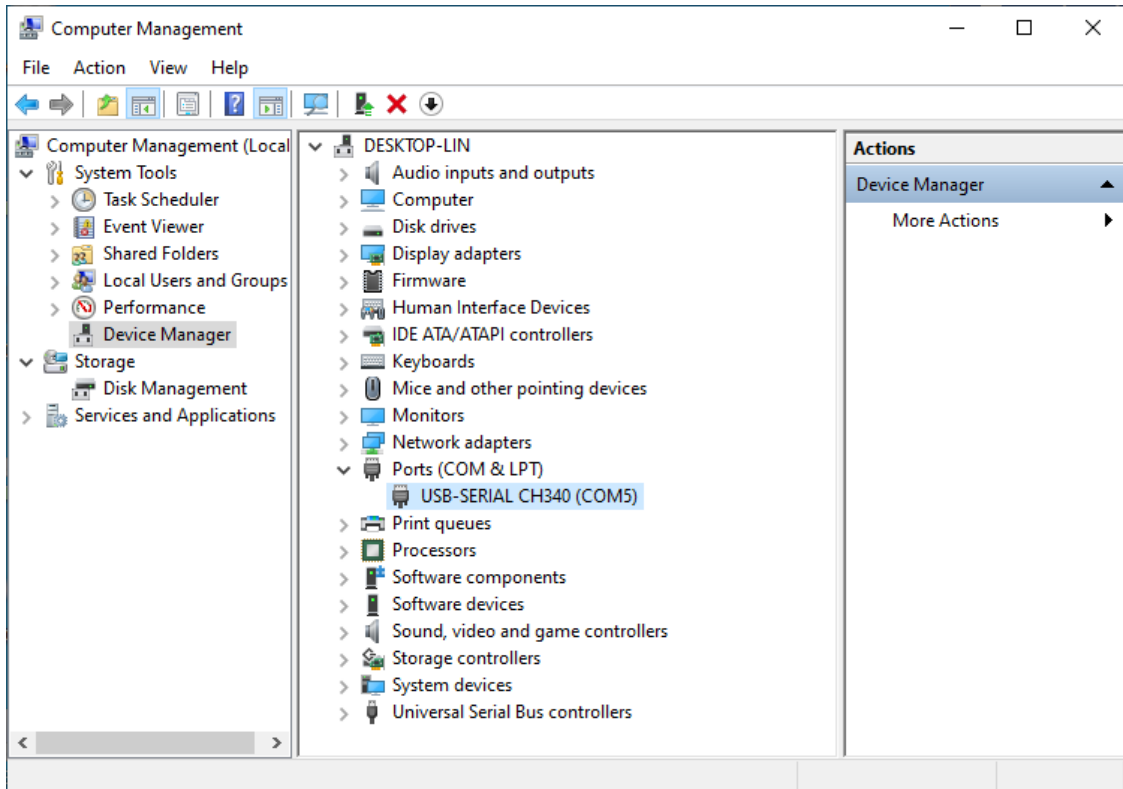 Computer Management
File Action View Help
Computer Management (Local
System Tools
Task Scheduler
Event Viewer
Shared Folders
Local Users and Groups
Performance
Device Manager
Storage
Disk Management
Services and Applications
DESKTOP-LIN
Audio inputs and outputs
Computer
Disk drives
Display adapters
Firmware
Human Interface Devices
IDE ATA/ATAPI controllers
Keyboards
Mice and other pointing devices
Monitors
Network adapters
Ports (COM & LPT)
USB-SERIAL CH340 (COM5)
Print queues
Processors
Software components
Software devices
Sound, video and game controllers
Storage controllers
System devices
Universal Serial Bus controllers
Actions
Device Manager
More Actions